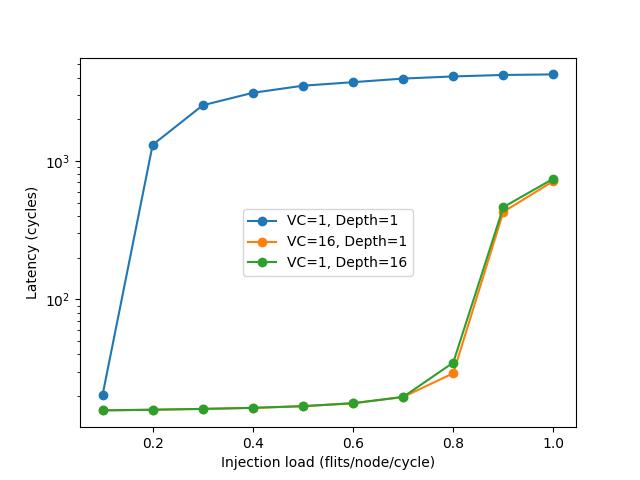 10³
10²
Latency (cycles)
VC=1, Depth=1
VC=16, Depth=1
VC=1, Depth=16
0.2 0.4 0.6 0.8 1.0
Injection load (flits/node/cycle)